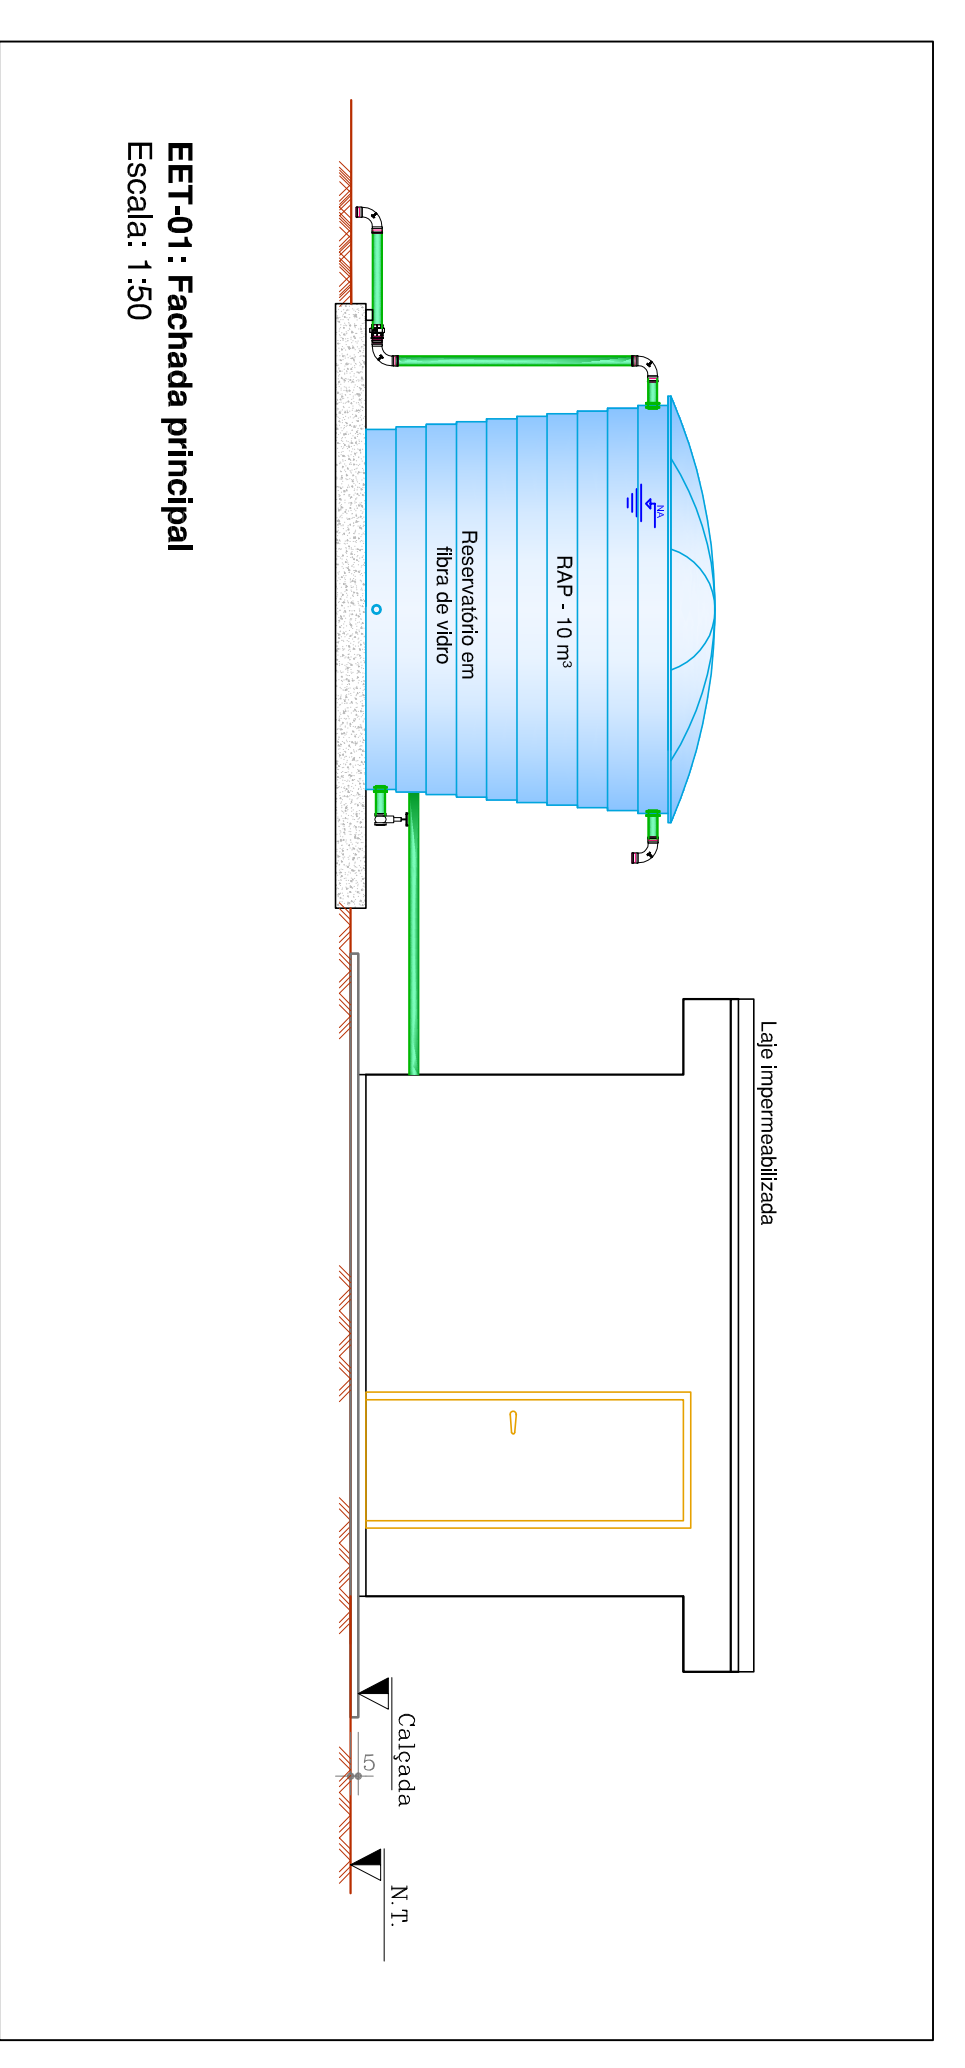 Laje impermeabilizada
NA
RAP - 10 m³
Reservatório em
fibra de vidro
Calçada
5
N.T.
EET-01: Fachada principal
Escala: 1:50